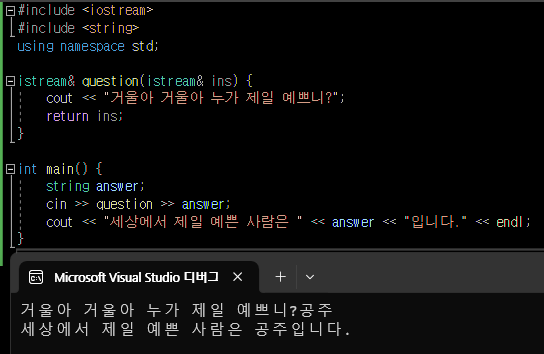 #include <iostream>
#include <string>
using namespace std;
istream& question(istream& ins) {
cout << "거울아 거울아 누가 제일 예쁘니?";
return ins;
}
int main() {
string answer;
cin >> question >> answer;
cout << "세상에서 제일 예쁜 사람은 " << answer << "입니다." << endl;
}
Microsoft Visual Studio 디버그
거울아 거울아 누가 제일 예쁘니?공주
세상에서 제일 예쁜 사람은 공주입니다.